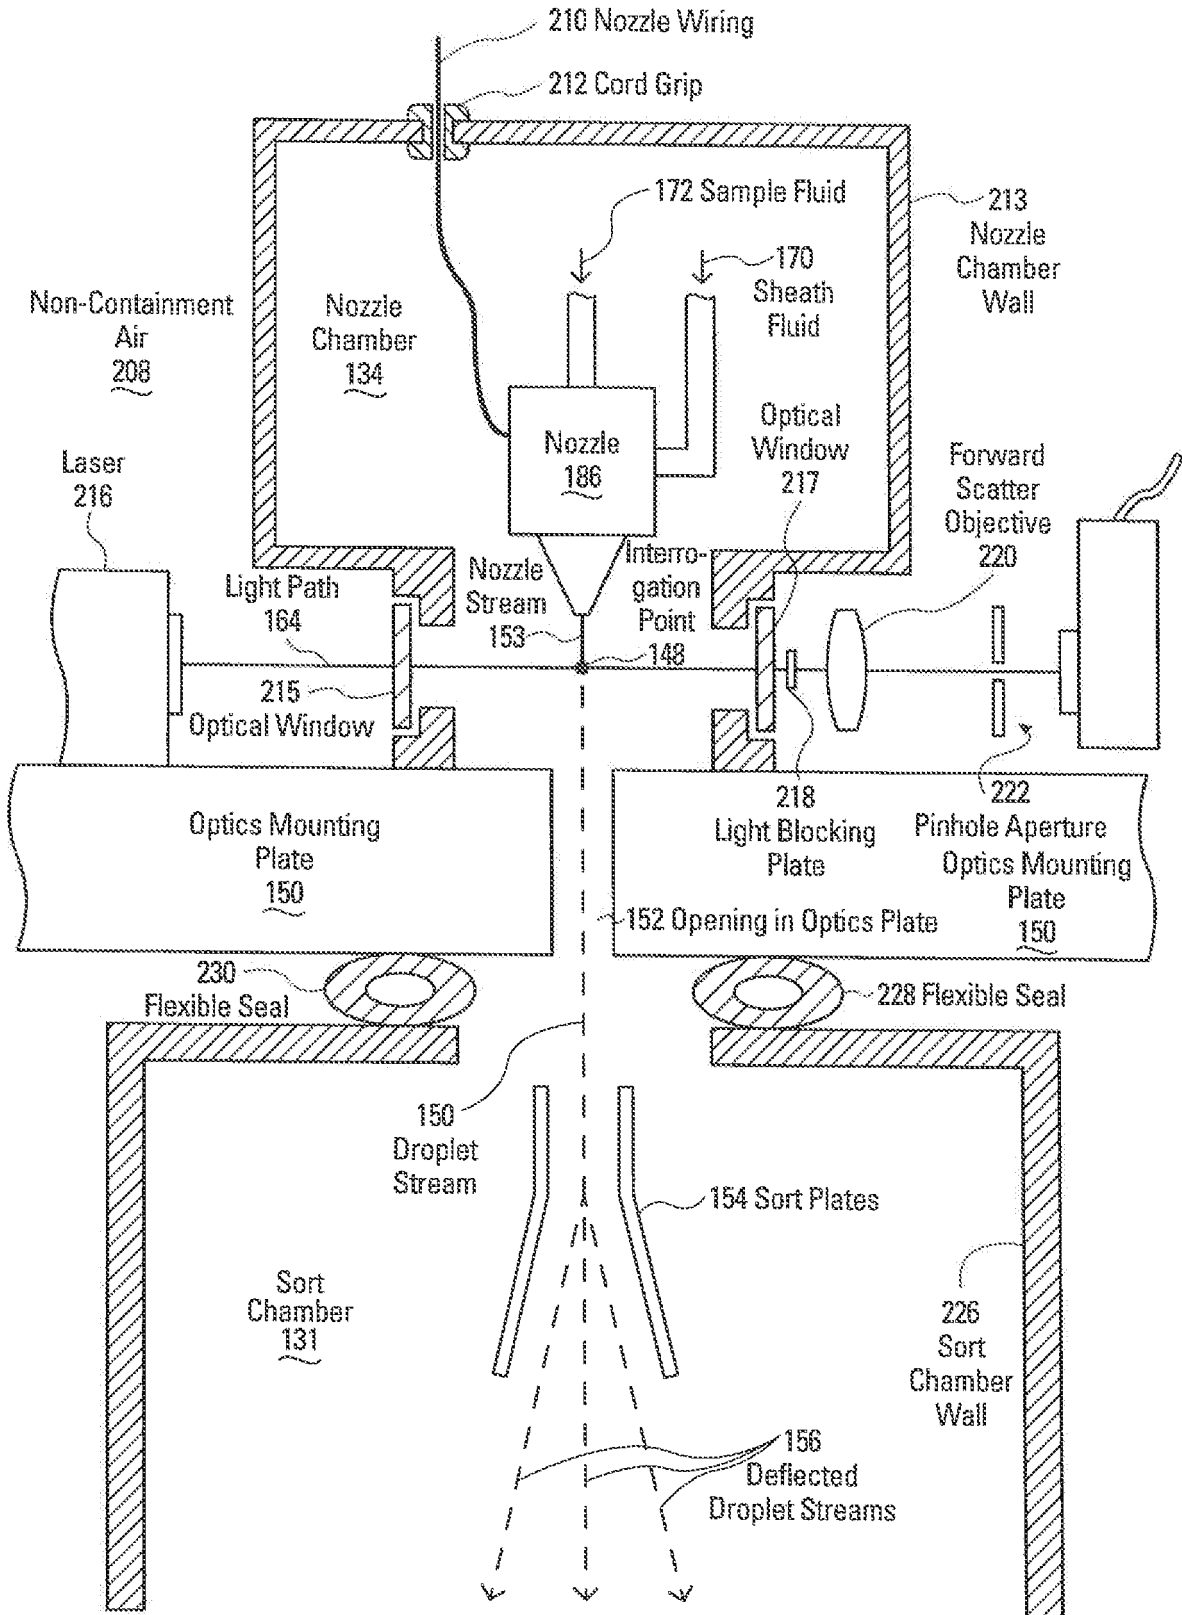 210 Nozzle Wiring
212 Cord Grip
172 Sample Fluid
213
Nozzle
Chamber
Wall
170
Sheath
Fluid
Non-Containment
Air
208
Nozzle
Chamber
134
Optical
Window
217
Nozzle
186
Laser
216
Forward
Scatter
Objective
220
Light Path
164
Nozzle
Stream
153
Interro-
gation
Point
148
215
Optical Window
218
Light Blocking
Plate
222
Pinhole Aperture
Optics Mounting
Plate
150
Optics Mounting
Plate
150
152 Opening in Optics Plate
230
Flexible Seal
228 Flexible Seal
150
Droplet
Stream
154 Sort Plates
Sort
Chamber
131
226
Sort
Chamber
Wall
156
Deflected
Droplet Streams